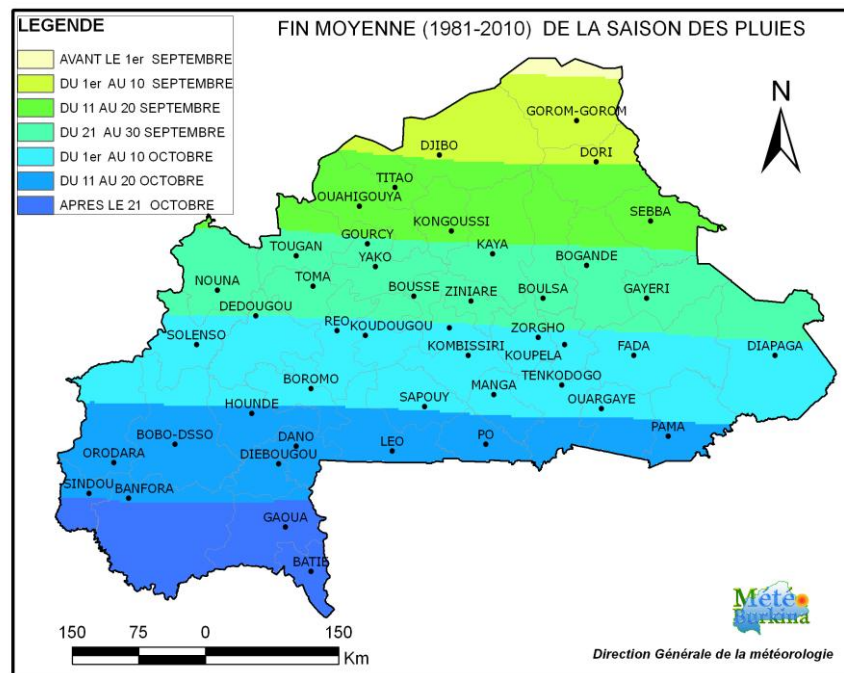 LEGENDE
FIN MOYENNE (1981-2010) DE LA SAISON DES PLUIES
AVANT LE 1er SEPTEMBRE
DU 1er AU 10 SEPTEMBRE
DU 11 AU 20 SEPTEMBRE
DU 21 AU 30 SEPTEMBRE
DU 1er AU 10 OCTOBRE
DU 11 AU 20 OCTOBRE
APRES LE 21 OCTOBRE
N
GOROM-GOROM
DJIBO
DORI
TITAO
OUAHIGOUYA
SEBBA
KONGOUSSI
GOURCY
TOUGAN
KAYA
YAKO
BOGANDE
NOUNA
TOMA
BOUSSE
ZINIARE
BOULSA
GAYERI
DEDOUGOU
REO
KOUDOUGOU
ZORGHO
SOLENSO
KOMBISSIRI
KOUPELA
FADA
DIAPAGA
BOROMO
MANGA
TENKODOGO
HOUNDE
SAPOUY
OUARGAYE
BOBO-DSSO
DANO
LEO
PO
PAMA
ORODARA
DIEBOUGOU
SINDOU
BANFORA
GAOUA
BATIE
150 75 0 150
Km
Météo
Burkina
Direction Générale de la météorologie